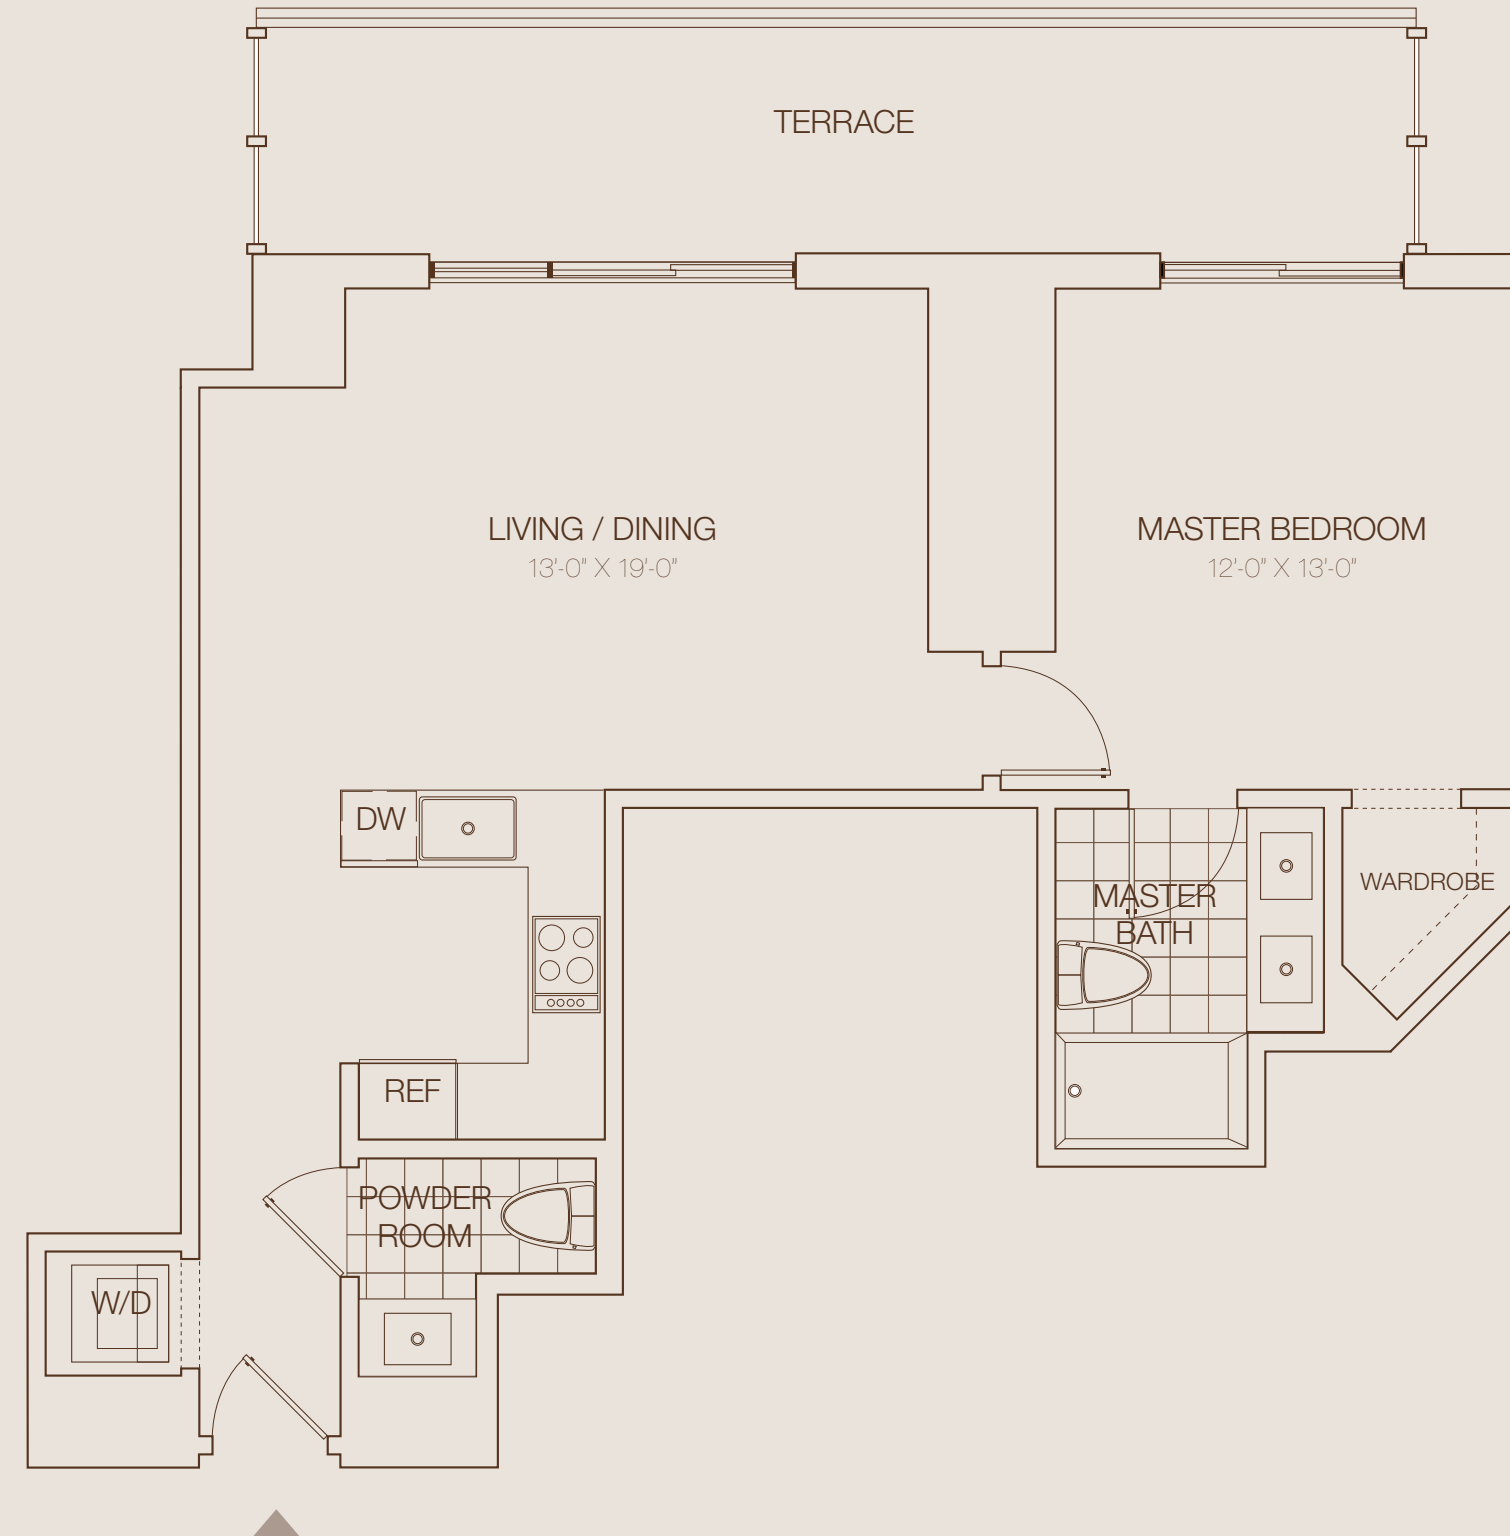 TERRACE
LIVING / DINING
13'-0" X 19'-0"
MASTER BEDROOM
12'-0" X 13'-0"
DW
MASTER
BATH
WARDROBE
REF
POWDER
ROOM
W/D